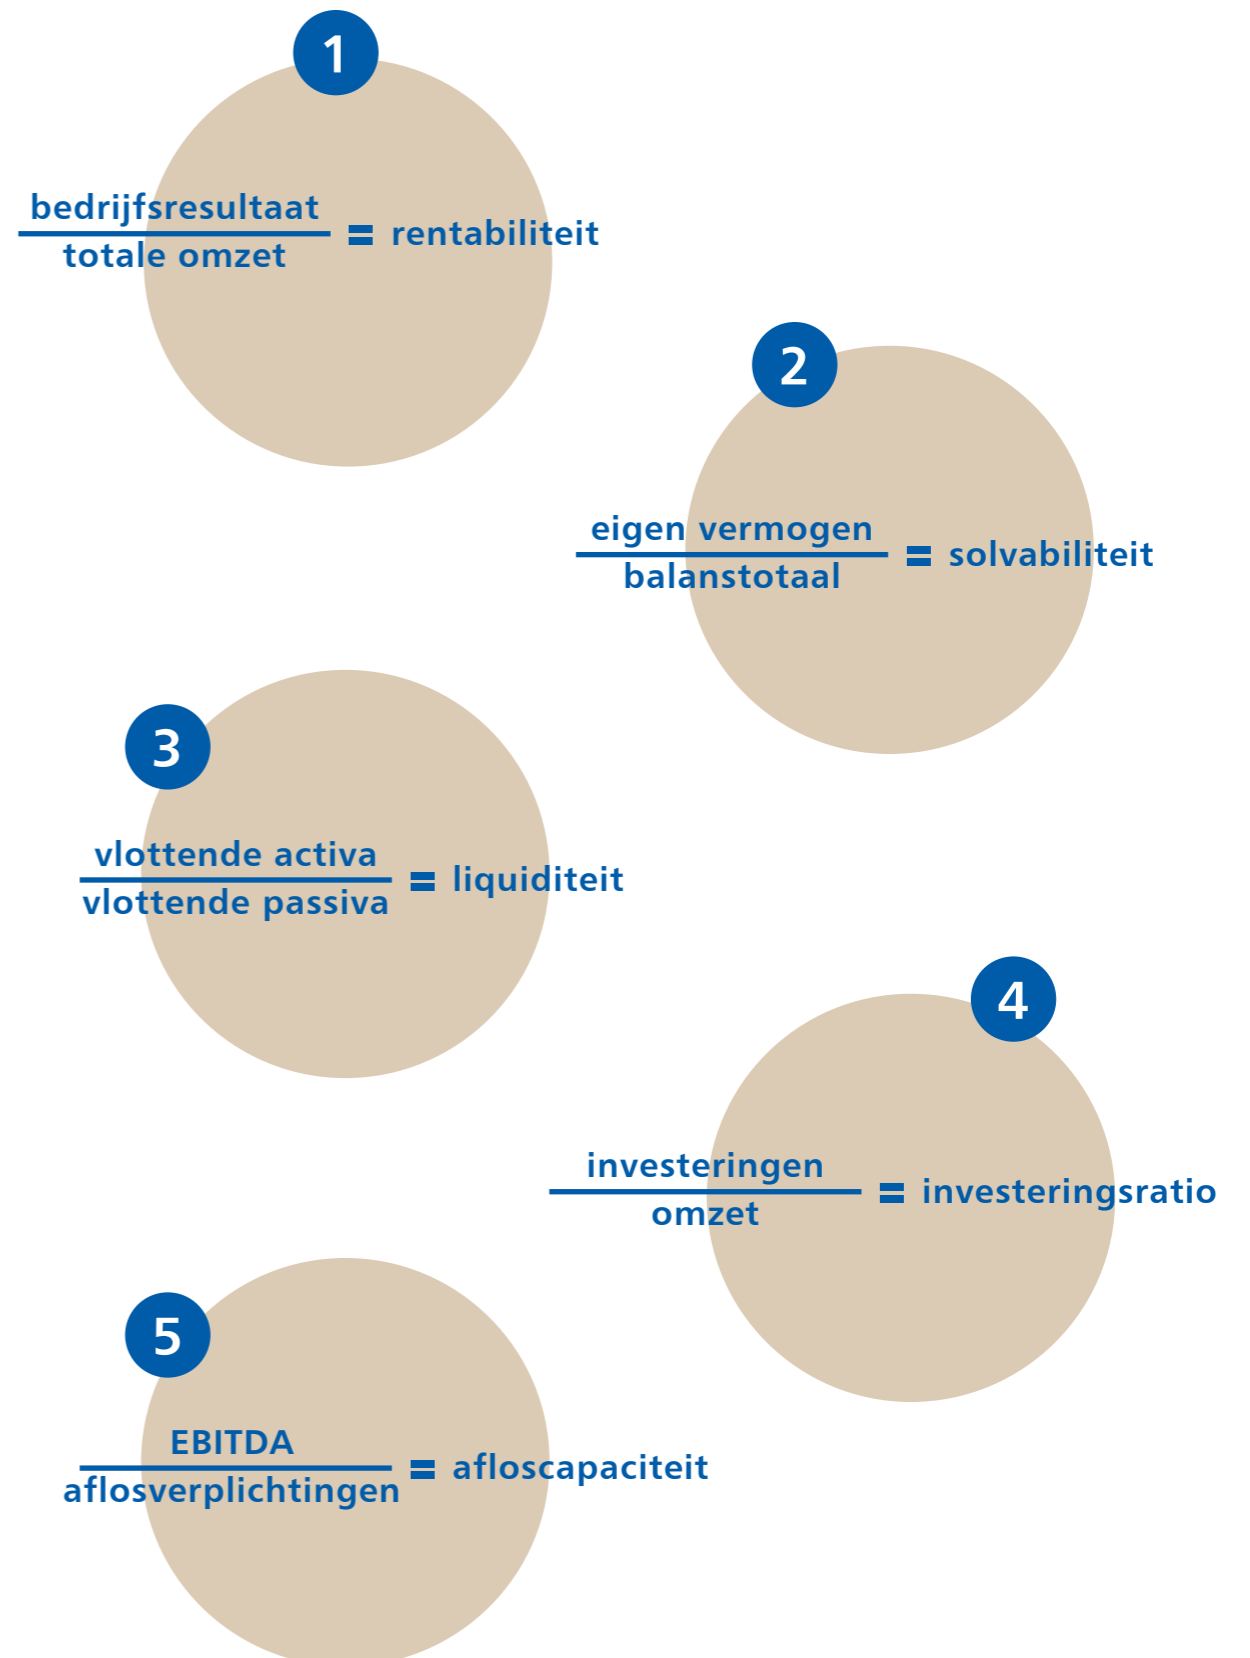 1
bedrijfsresultaat
totale omzet
= rentabiliteit
2
eigen vermogen
balanstotaal
= solvabiliteit
3
vlottende activa
vlottende passiva
= liquiditeit
4
investeringen
omzet
= investeringsratio
5
EBITDA
aflosverplichtingen
= afloscapaciteit